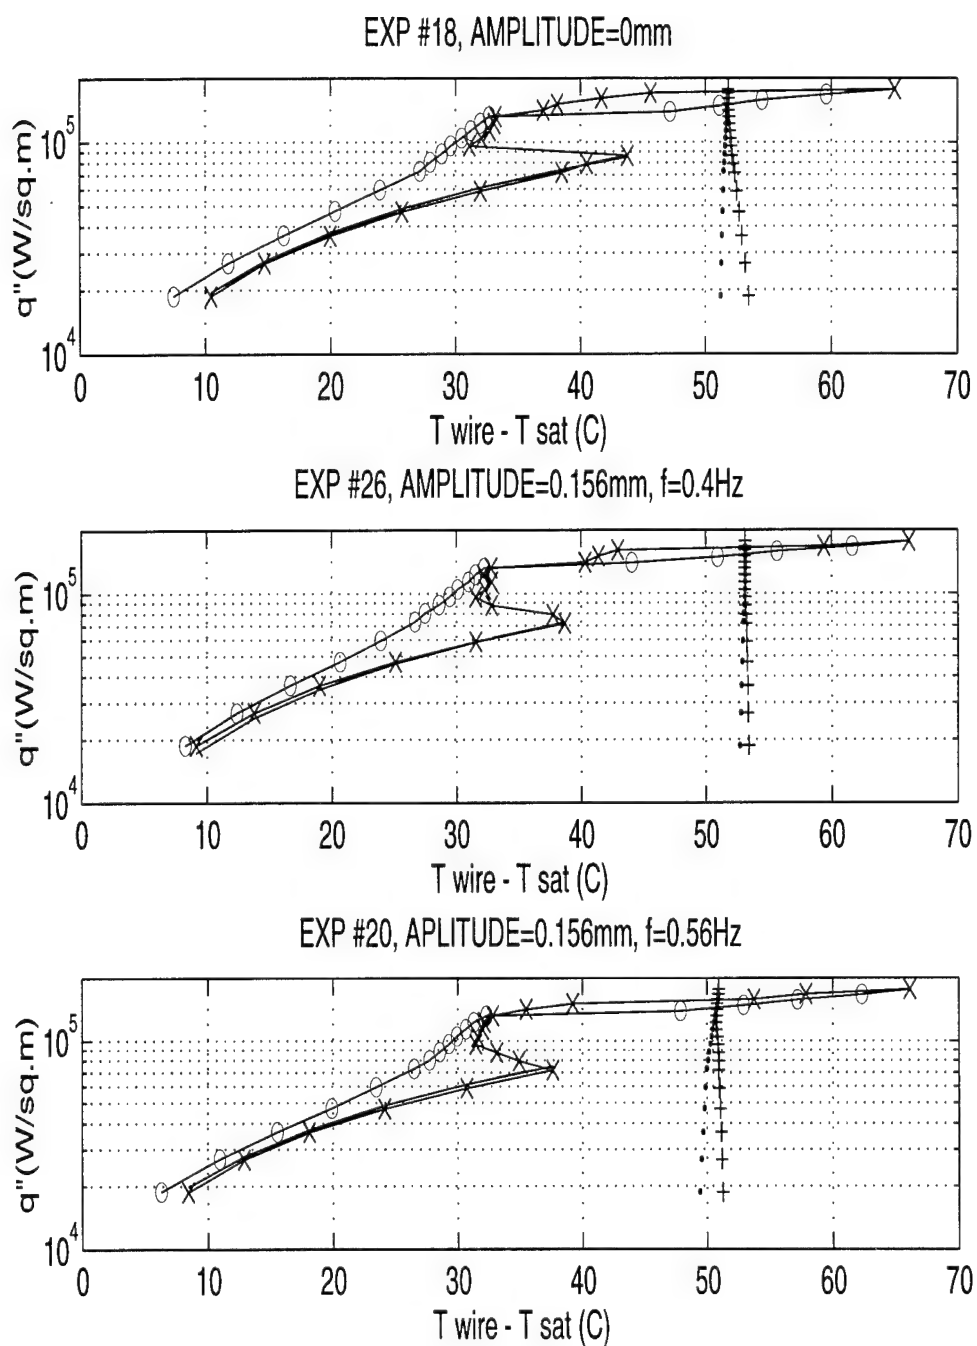 EXP #18, AMPLITUDE=0mm
q"(W/sq.m)
10^5
10^4
0 10 20 30 40 50 60 70
T wire - T sat (C)
EXP #26, AMPLITUDE=0.156mm, f=0.4Hz
q"(W/sq.m)
10^5
10^4
0 10 20 30 40 50 60 70
T wire - T sat (C)
EXP #20, APLITUDE=0.156mm, f=0.56Hz
q"(W/sq.m)
10^5
10^4
0 10 20 30 40 50 60 70
T wire - T sat (C)